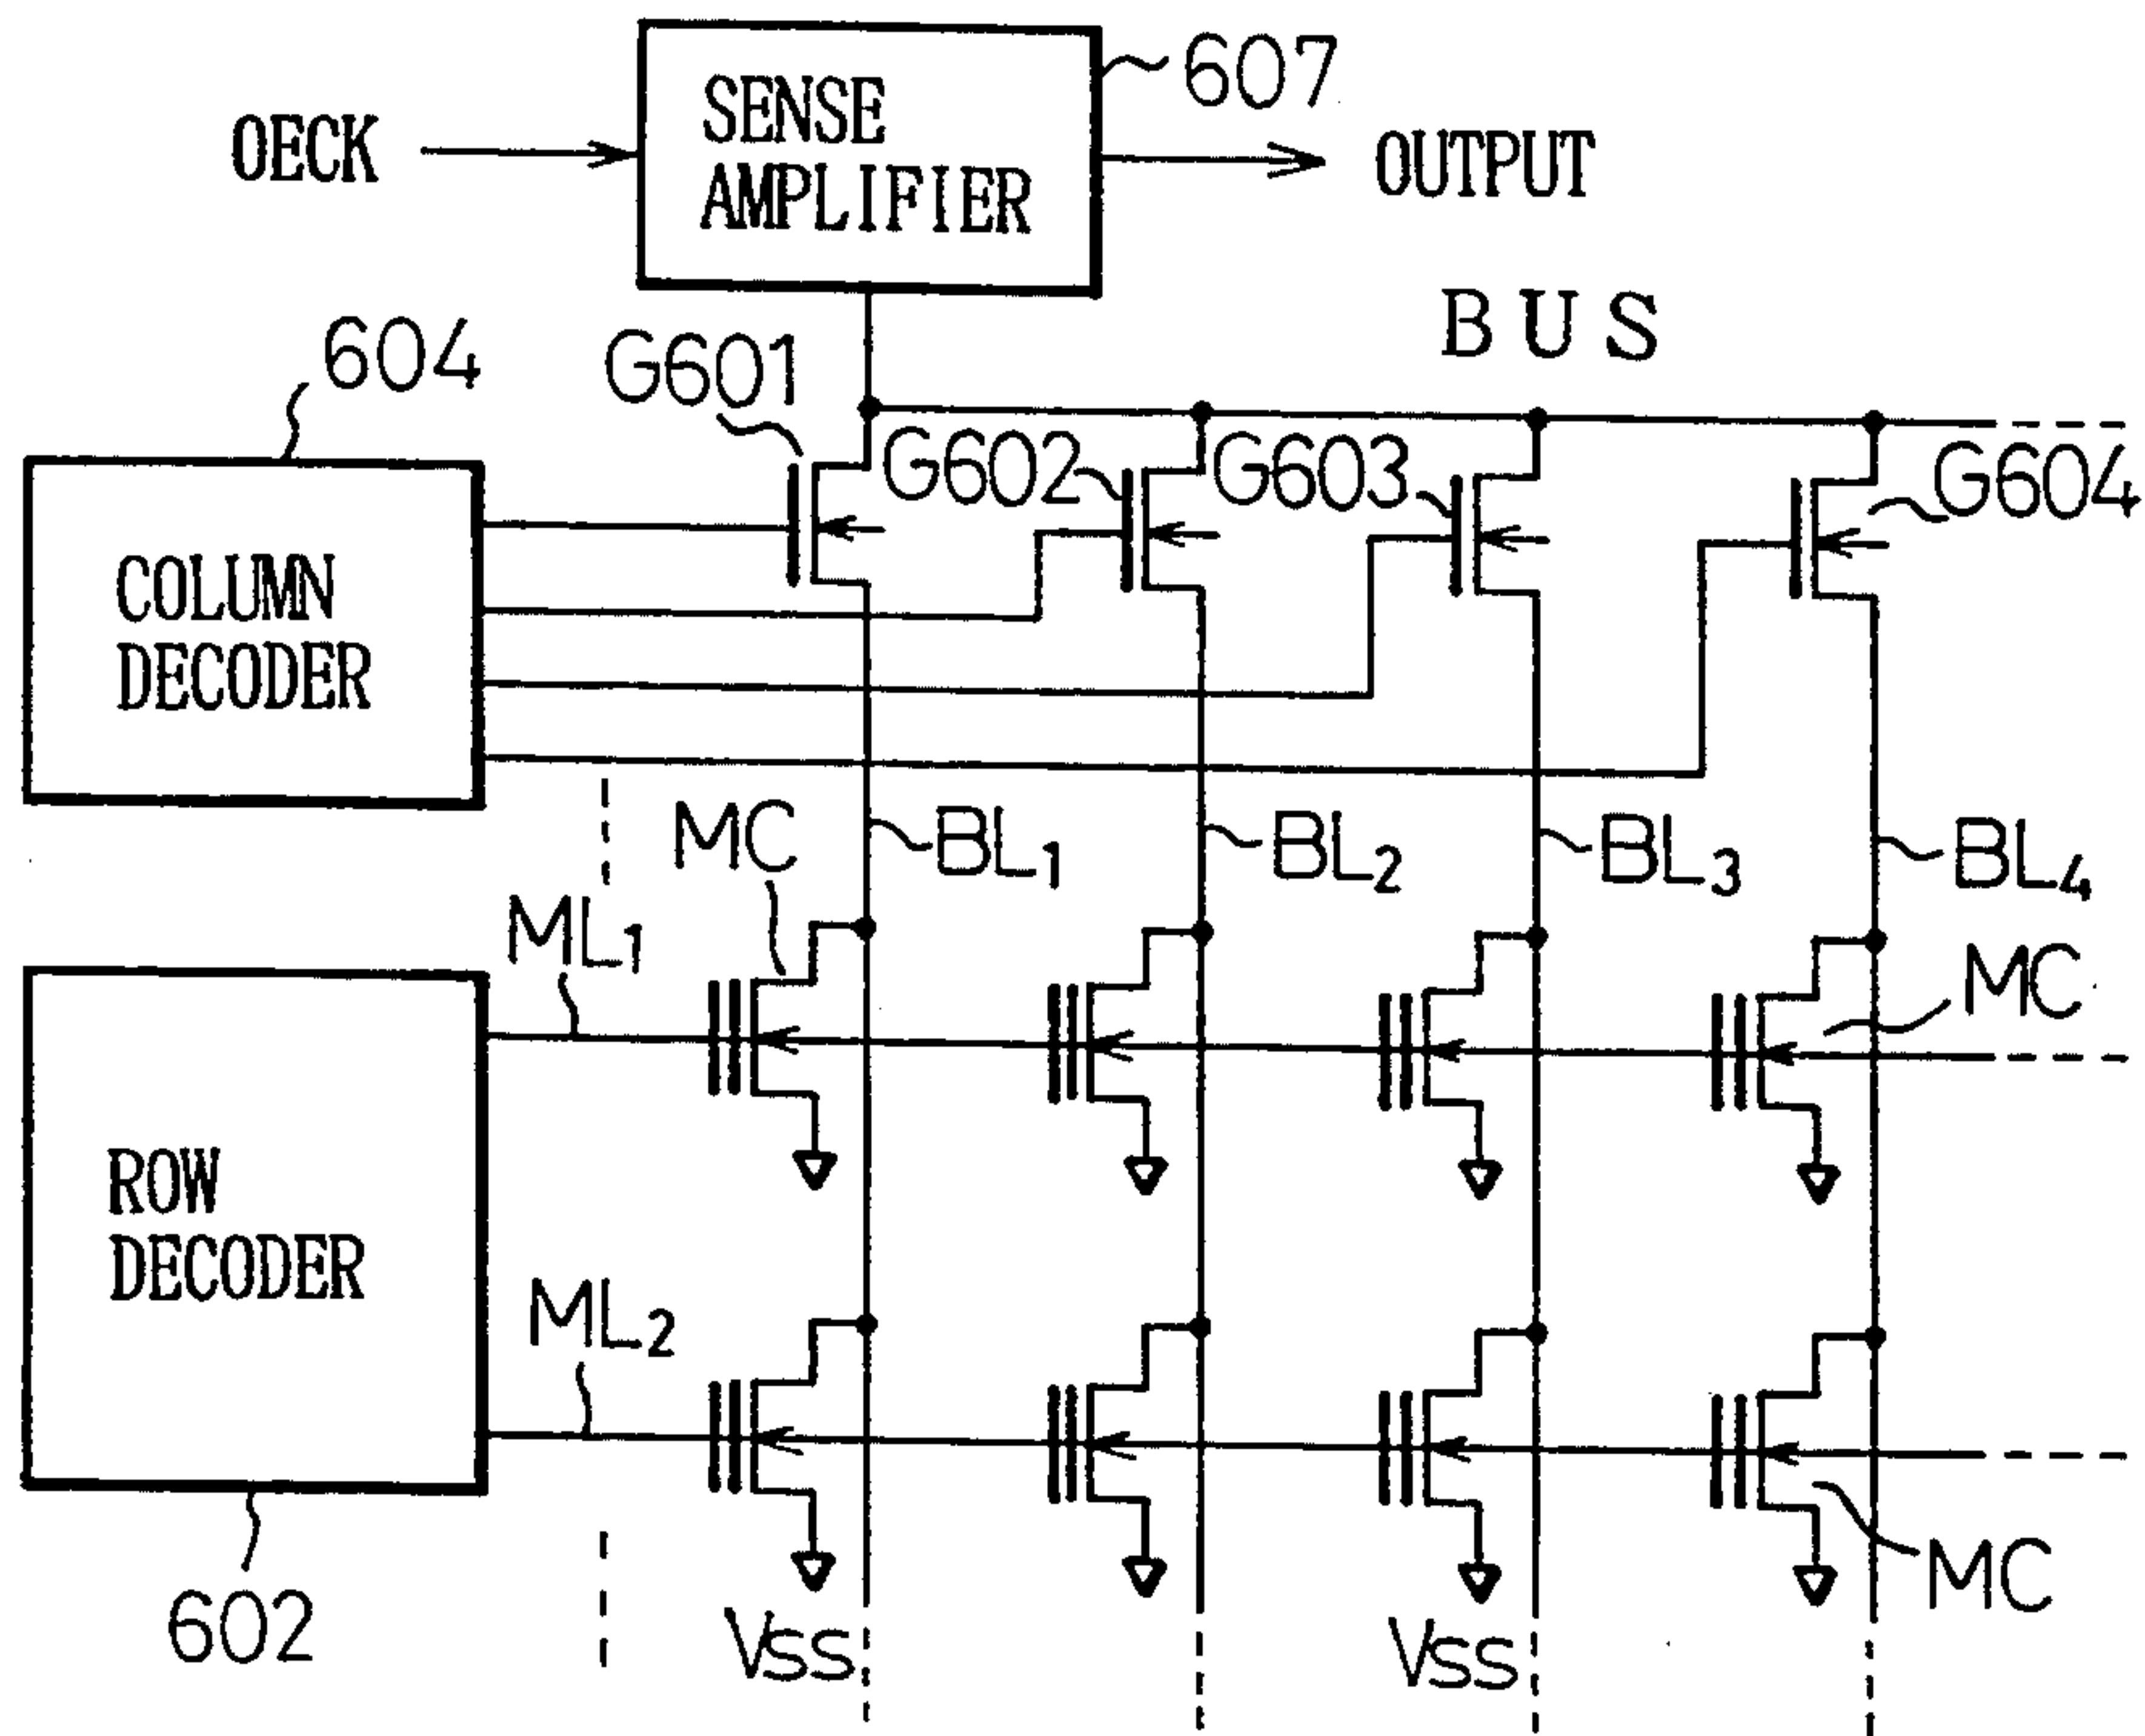 607
OECK
SENSE
AMPLIFIER
OUTPUT
BUS
604
G601
G602
G603
G604
COLUMN
DECODER
MC
BL1
BL2
BL3
BL4
ML1
MC
ROW
DECODER
ML2
MC
602
VSS
VSS